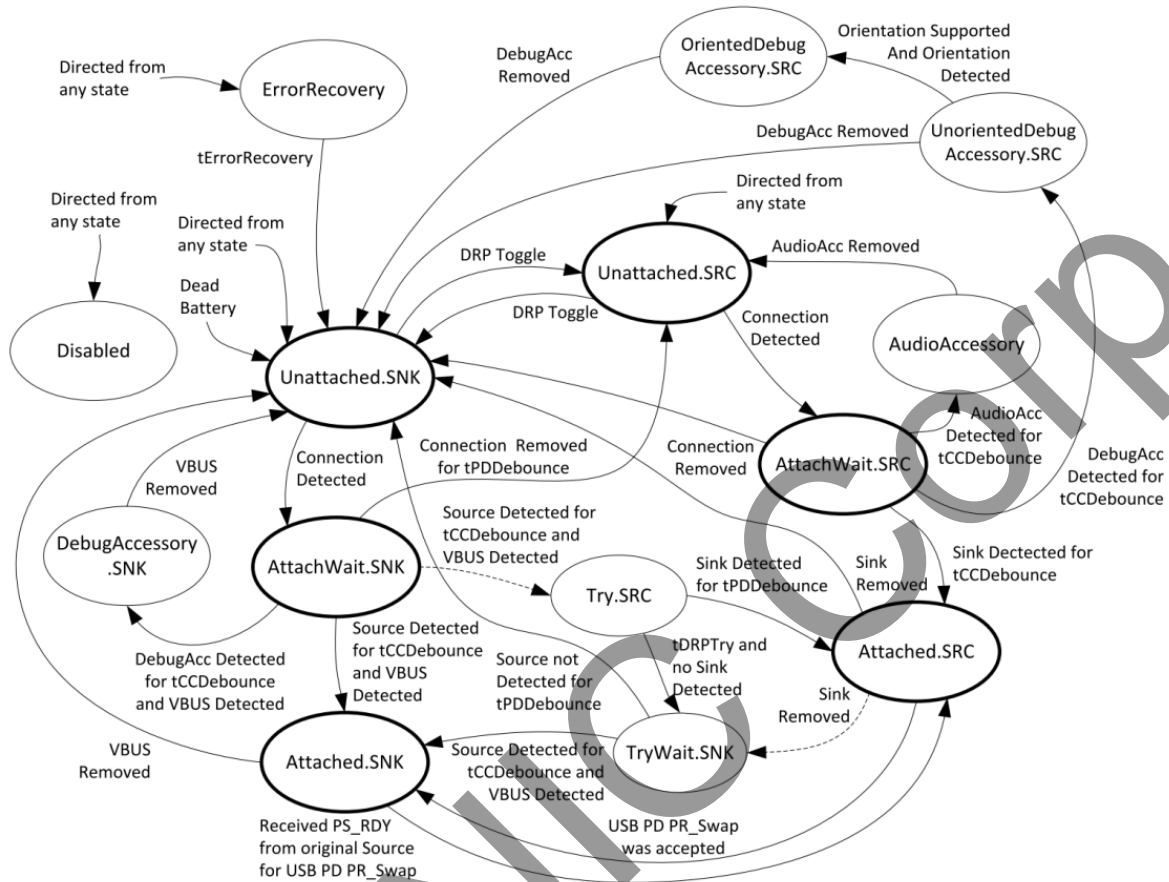 Directed from
any state
ErrorRecovery
tErrorRecovery
DebugAcc
Removed
OrientedDebug
Accessory.SRC
Orientation Supported
And Orientation
Detected
DebugAcc Removed
UnorientedDebug
Accessory.SRC
Directed from
any state
Directed from
any state
Dead
Battery
Disabled
DRP Toggle
DRP Toggle
Directed from
any state
Unattached.SRC
AudioAcc Removed
Connection
Detected
AudioAccessory
Unattached.SNK
AudioAcc
Detected for
tCCDebounce
DebugAcc
Detected for
tCCDebounce
VBUS
Removed
Connection
Detected
Connection  Removed
for tPDDebounce
Connection
Removed
AttachWait.SRC
DebugAccessory
.SNK
AttachWait.SNK
Source Detected for
tCCDebounce and
VBUS Detected
Try.SRC
Sink Detected
for tPDDebounce
Sink
Removed
Sink Dectected for
tCCDebounce
DebugAcc Detected
for tCCDebounce
and VBUS Detected
Source Detected
for tCCDebounce
and VBUS
Detected
Source not
Detected for
tPDDebounce
tDRPTry and
no Sink
Detected
Attached.SRC
Sink
Removed
VBUS
Removed
Attached.SNK
Source Detected for
tCCDebounce and
VBUS Detected
TryWait.SNK
Received PS_RDY
from original Source
for USB PD PR_Swap
USB PD PR_Swap
was accepted
LLC Corp